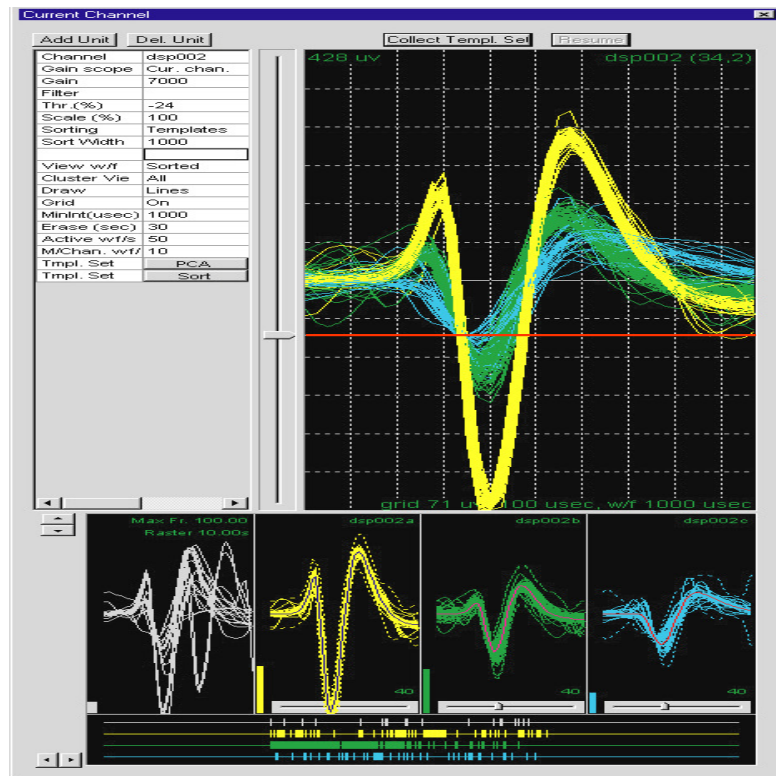 Current Channel
Add Unit Del. Unit Collect Templ. Set Resume
Channel dsp002
Gain scope Cur. chan.
Gain 7000
Filter
Thr.(%) -24
Scale (%) 100
Sorting Templates
Sort Width 1000
View w/f Sorted
Cluster Vie All
Draw Lines
Grid On
MinInt(usec) 1000
Erase (sec) 30
Active wf/s 50
M/Chan. wf/ 10
Tmpl. Set PCA
Tmpl. Set Sort
428 uv dsp002 (34,2)
grid 71 uv, 100 usec, w/f 1000 usec
Max Fr. 100.00
Raster 10.00s
dsp002a
40
dsp002b
40
dsp002c
40